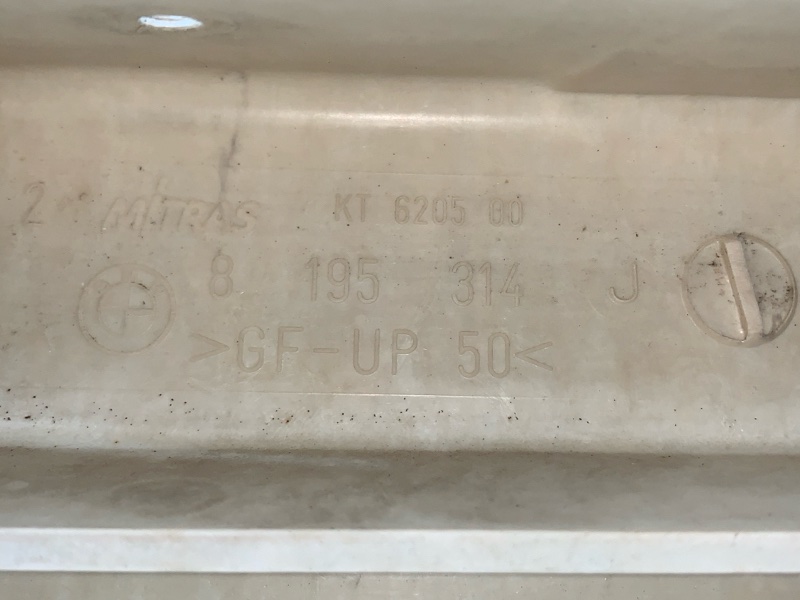 2 MITRAS KT 6205 00
8 195 314 J
>GF-UP 50<